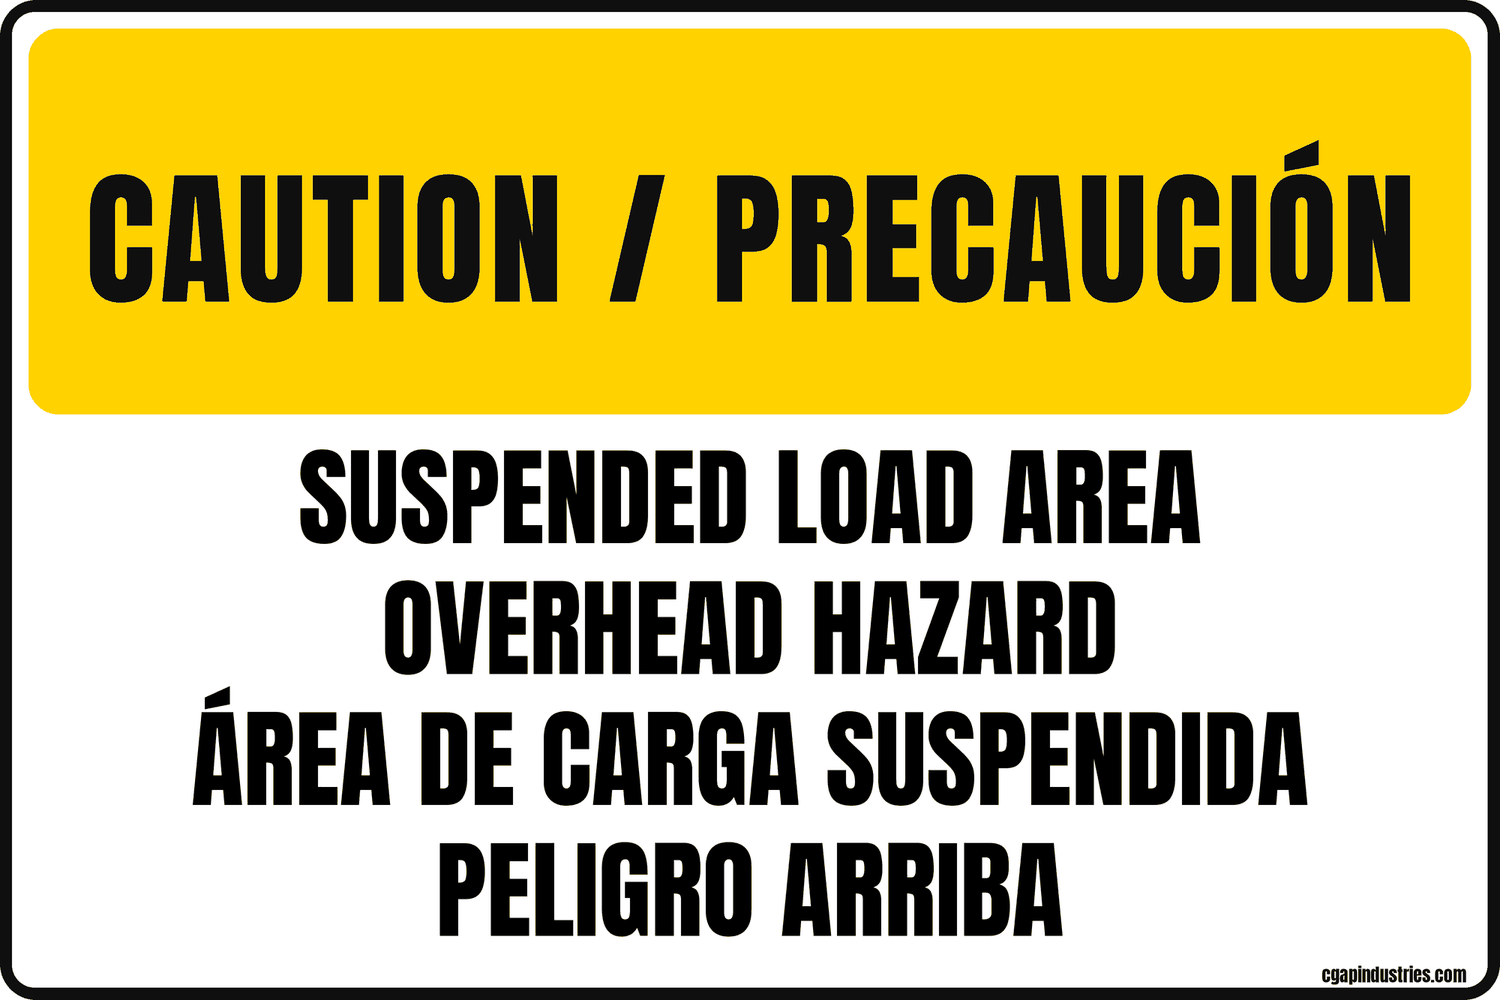 CAUTION / PRECAUCIÓN
SUSPENDED LOAD AREA
OVERHEAD HAZARD
ÁREA DE CARGA SUSPENDIDA
PELIGRO ARRIBA
cgapindustries.com